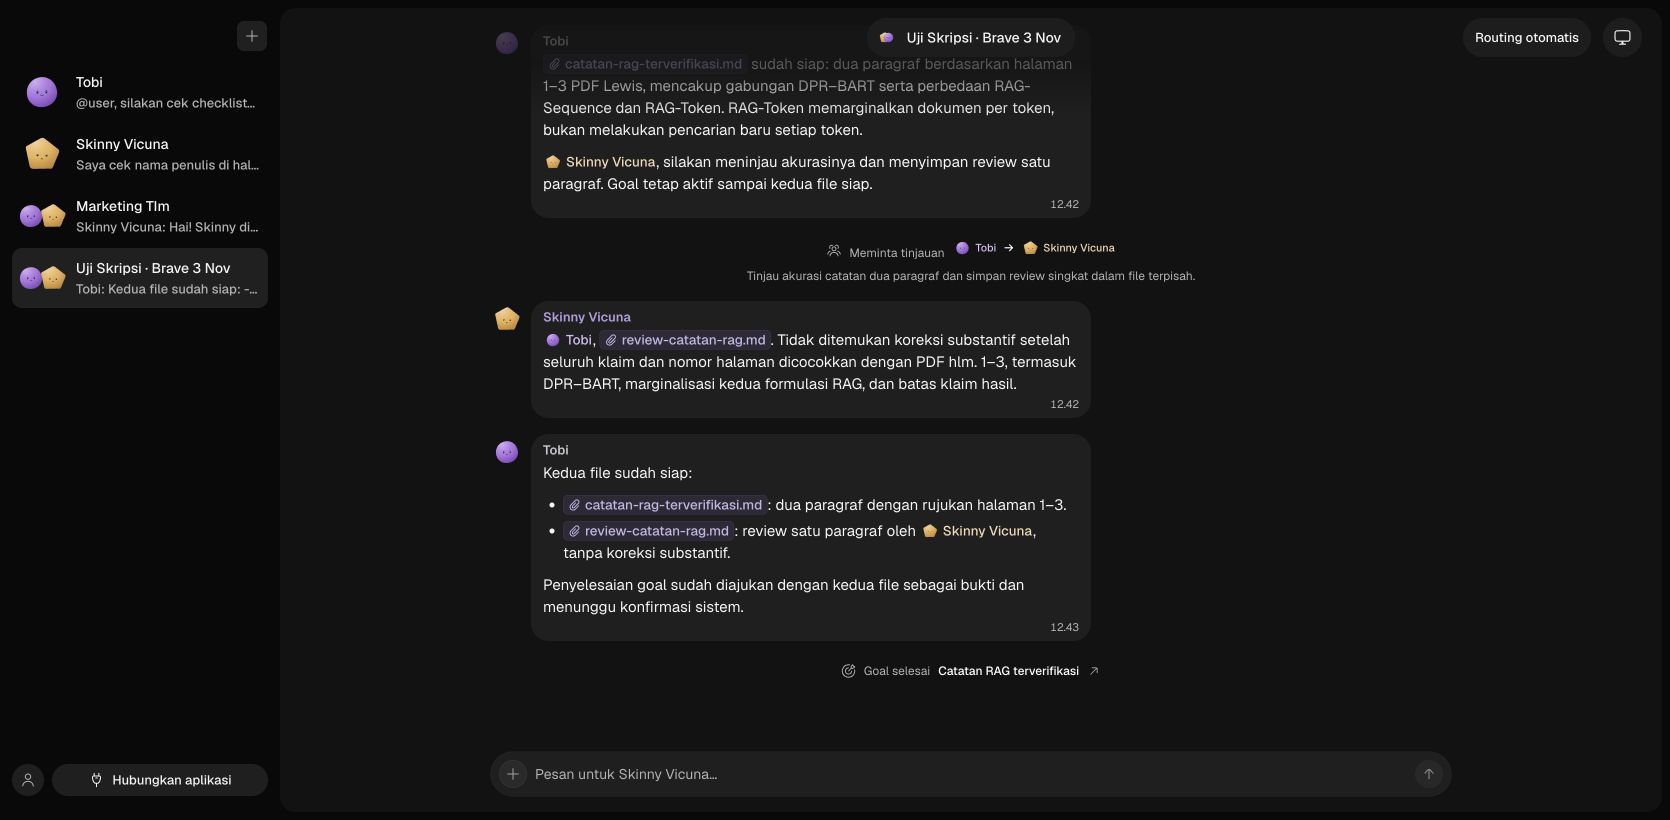 Tobi
@user, silakan cek checklist...
Skinny Vicuna
Saya cek nama penulis di hal...
Marketing TIm
Skinny Vicuna: Hai! Skinny di...
Uji Skripsi · Brave 3 Nov
Tobi: Kedua file sudah siap: -...
Hubungkan aplikasi
Uji Skripsi · Brave 3 Nov
Routing otomatis
Tobi
catatan-rag-terverifikasi.md sudah siap: dua paragraf berdasarkan halaman
1–3 PDF Lewis, mencakup gabungan DPR–BART serta perbedaan RAG-
Sequence dan RAG-Token. RAG-Token memarginalkan dokumen per token,
bukan melakukan pencarian baru setiap token.
Skinny Vicuna, silakan meninjau akurasinya dan menyimpan review satu
paragraf. Goal tetap aktif sampai kedua file siap.
12.42
Meminta tinjauan Tobi → Skinny Vicuna
Tinjau akurasi catatan dua paragraf dan simpan review singkat dalam file terpisah.
Skinny Vicuna
Tobi, review-catatan-rag.md. Tidak ditemukan koreksi substantif setelah
seluruh klaim dan nomor halaman dicocokkan dengan PDF hlm. 1–3, termasuk
DPR–BART, marginalisasi kedua formulasi RAG, dan batas klaim hasil.
12.42
Tobi
Kedua file sudah siap:
• catatan-rag-terverifikasi.md: dua paragraf dengan rujukan halaman 1–3.
• review-catatan-rag.md: review satu paragraf oleh Skinny Vicuna,
tanpa koreksi substantif.
Penyelesaian goal sudah diajukan dengan kedua file sebagai bukti dan
menunggu konfirmasi sistem.
12.43
Goal selesai Catatan RAG terverifikasi ↗
Pesan untuk Skinny Vicuna...